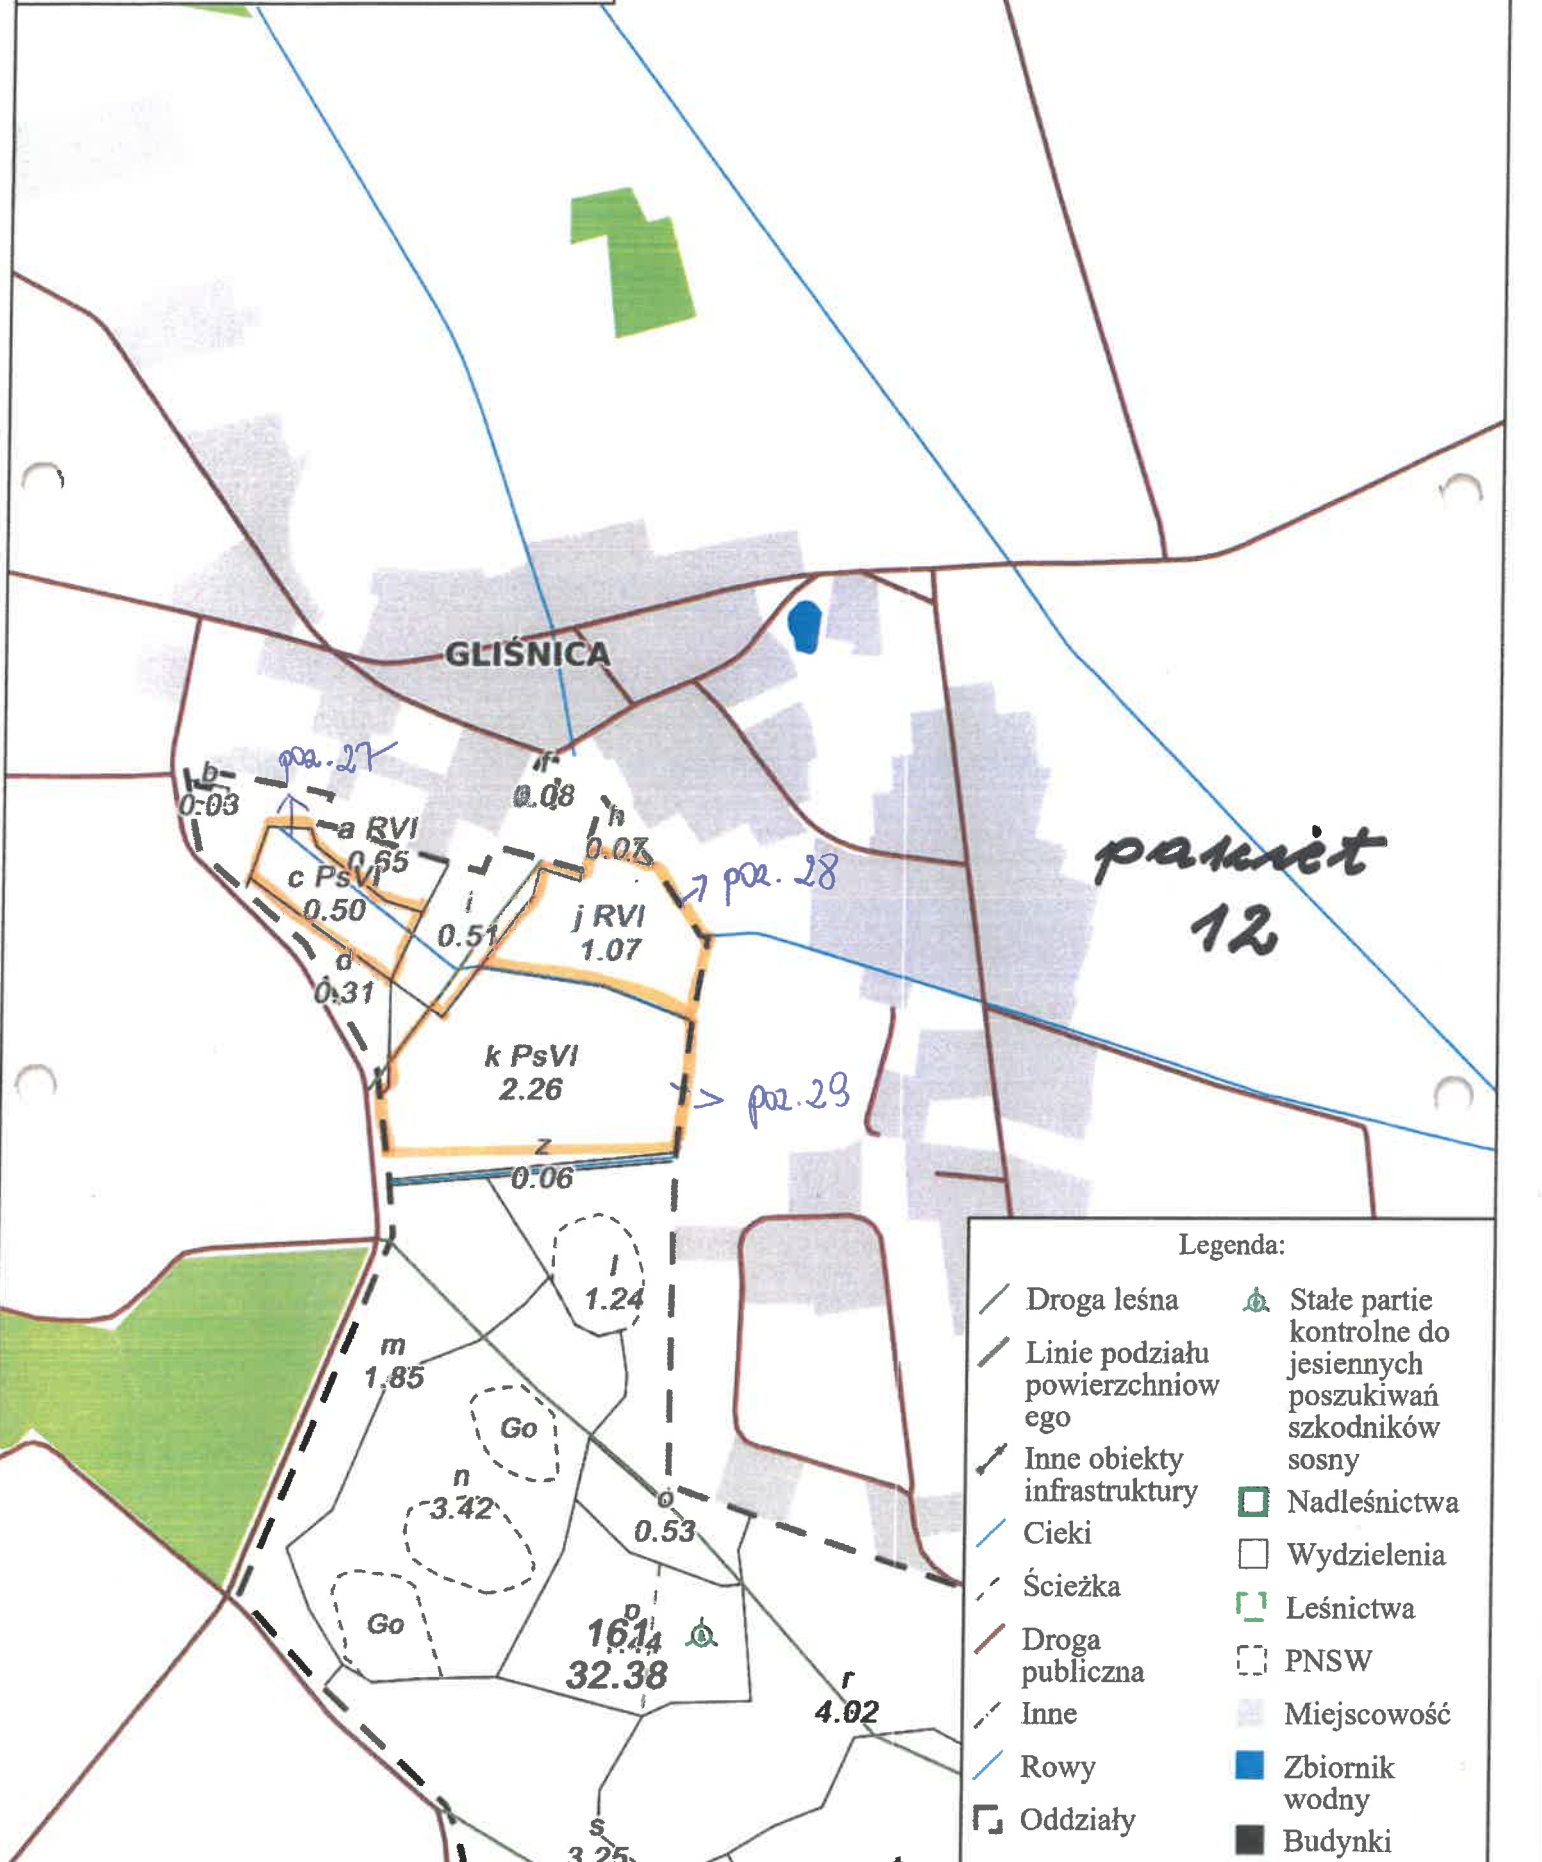 GLIŚNICA
poz. 27
b
0.03
f
0.08
h
0.07
a RVI
0.65
c PsVI
0.50
i
0.51
j RVI
1.07
poz. 28
pakiet
12
d
0.31
k PsVI
2.26
poz. 29
z
0.06
l
1.24
m
1.85
Go
n
3.42
o
0.53
Go
p
161
32.38
r
4.02
s
3.25
Legenda:
Droga leśna
Linie podziału
powierzchniow
ego
Inne obiekty
infrastruktury
Cieki
Ścieżka
Droga
publiczna
Inne
Rowy
Oddziały
Stałe partie
kontrolne do
jesiennych
poszukiwań
szkodników
sosny
Nadleśnictwa
Wydzielenia
Leśnictwa
PNSW
Miejscowość
Zbiornik
wodny
Budynki